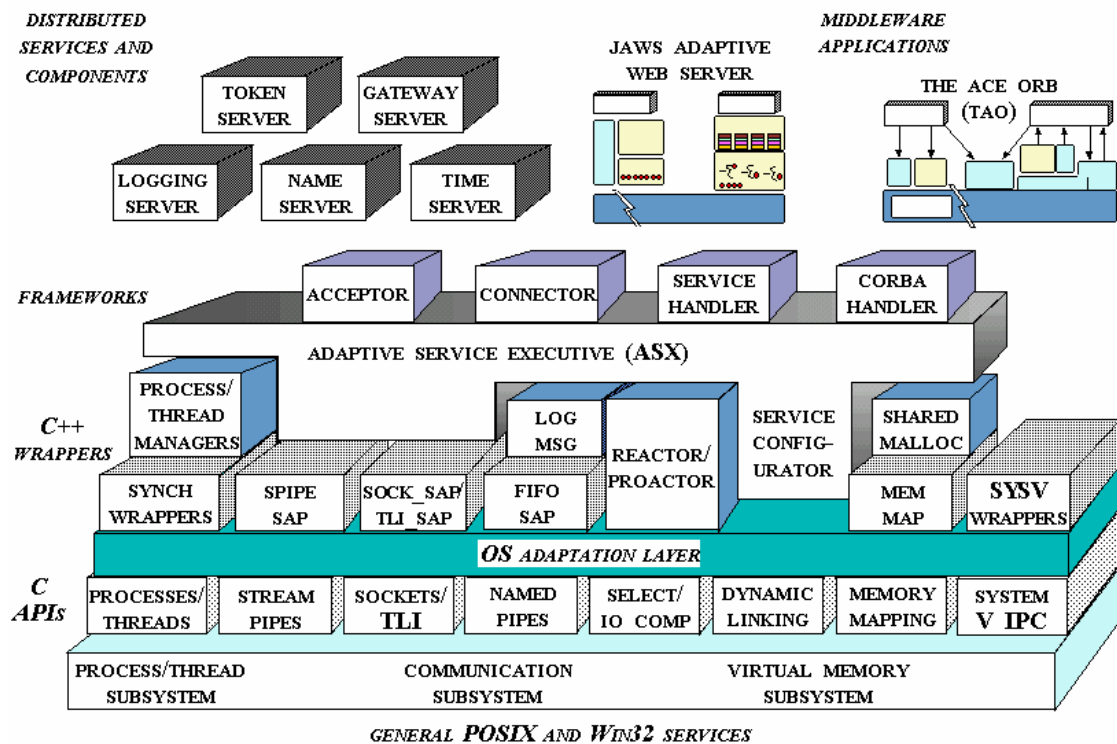 DISTRIBUTED
SERVICES AND
COMPONENTS
MIDDLEWARE
APPLICATIONS
JAWS ADAPTIVE
WEB SERVER
THE ACE ORB
(TAO)
TOKEN
SERVER
GATEWAY
SERVER
LOGGING
SERVER
NAME
SERVER
TIME
SERVER
FRAMEWORKS
ACCEPTOR
CONNECTOR
SERVICE
HANDLER
CORBA
HANDLER
ADAPTIVE SERVICE EXECUTIVE (ASX)
C++
WRAPPERS
PROCESS/
THREAD
MANAGERS
LOG
MSG
REACTOR/
PROACTOR
SERVICE
CONFIG-
URATOR
SHARED
MALLOC
SYNCH
WRAPPERS
SPIPE
SAP
SOCK_SAP/
TLI_SAP
FIFO
SAP
MEM
MAP
SYSV
WRAPPERS
OS ADAPTATION LAYER
C
APIS
PROCESSES/
THREADS
STREAM
PIPES
SOCKETS/
TLI
NAMED
PIPES
SELECT/
IO COMP
DYNAMIC
LINKING
MEMORY
MAPPING
SYSTEM
V IPC
PROCESS/THREAD
SUBSYSTEM
COMMUNICATION
SUBSYSTEM
VIRTUAL MEMORY
SUBSYSTEM
GENERAL POSIX AND WIN32 SERVICES